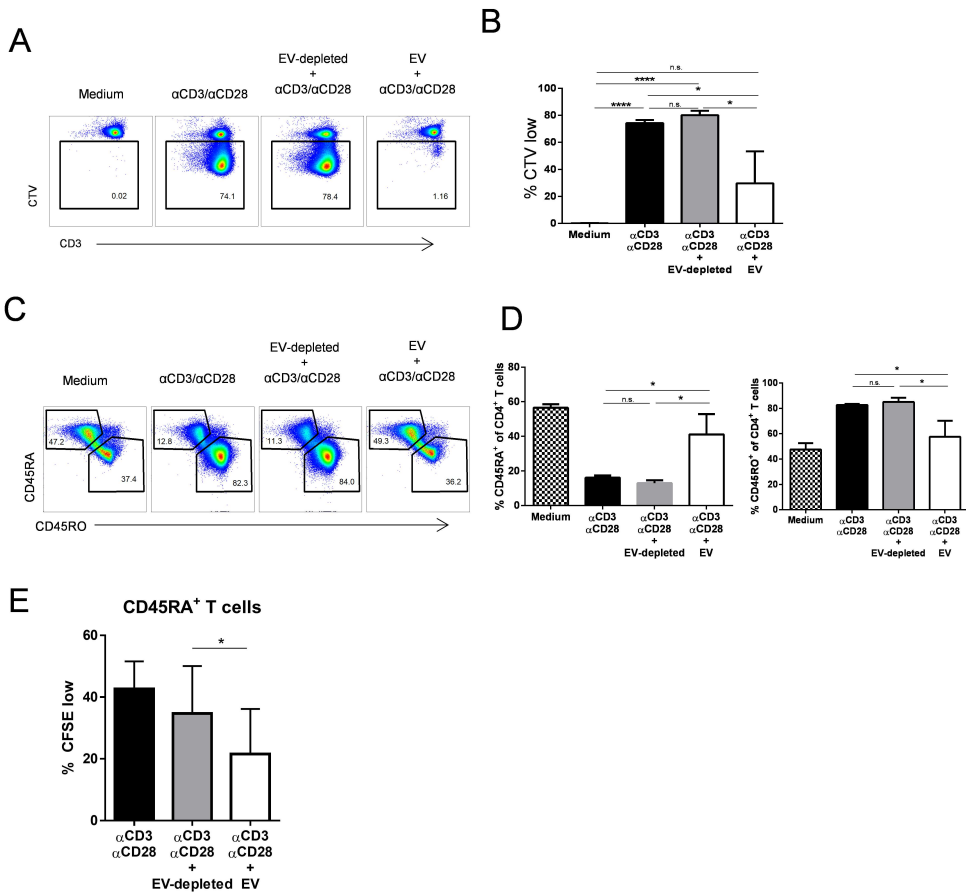 A
EV-depleted
+
αCD3/αCD28
EV
+
αCD3/αCD28
Medium
αCD3/αCD28
CTV
0.02
74.1
78.4
1.16
CD3
B
n.s.
****
*
****
n.s.
*
% CTV low
100
80
60
40
20
0
Medium
αCD3
αCD28
αCD3
αCD28
+
EV-depleted
αCD3
αCD28
+
EV
C
EV-depleted
+
αCD3/αCD28
EV
+
αCD3/αCD28
Medium
αCD3/αCD28
CD45RA
47.2
37.4
12.8
82.3
11.3
84.0
49.3
36.2
CD45RO
D
% CD45RA⁺ of CD4⁺ T cells
80
60
40
20
0
*
n.s.
*
Medium
αCD3
αCD28
αCD3
αCD28
+
EV-depleted
αCD3
αCD28
+
EV
% CD45RO⁺ of CD4⁺ T cells
100
80
60
40
20
0
*
n.s.
*
Medium
αCD3
αCD28
αCD3
αCD28
+
EV-depleted
αCD3
αCD28
+
EV
E
CD45RA⁺ T cells
% CFSE low
60
40
20
0
*
αCD3
αCD28
αCD3
αCD28
+
EV-depleted
αCD3
αCD28
+
EV